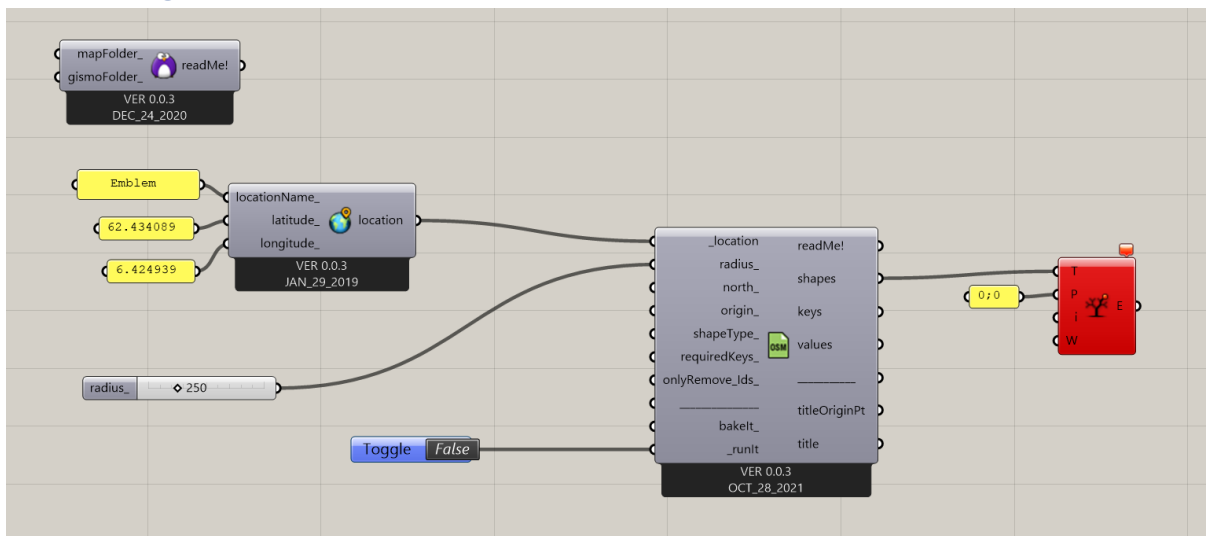 mapFolder_
gismoFolder_
readMe!
VER 0.0.3
DEC_24_2020
Emblem
62.434089
6.424939
locationName_
latitude_
longitude_
location
VER 0.0.3
JAN_29_2019
radius_
250
Toggle False
_location
radius_
north_
origin_
shapeType_
requiredKeys_
onlyRemove_Ids_
bakeIt_
_runIt
OSM
readMe!
shapes
keys
values
titleOriginPt
title
VER 0.0.3
OCT_28_2021
0;0
T
P
i
W
E